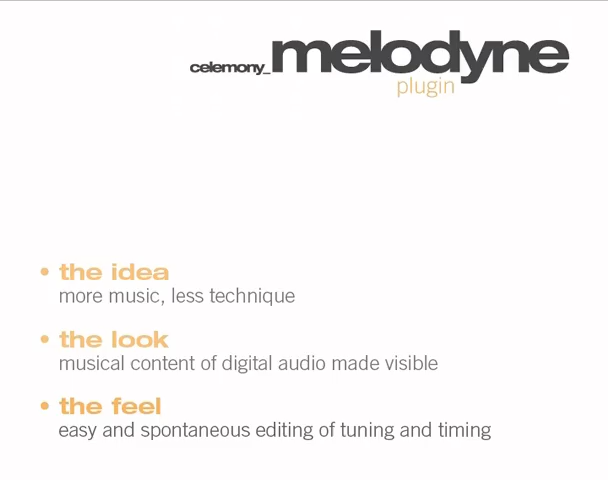 celemony_melodyne
plugin
• the idea
more music, less technique
• the look
musical content of digital audio made visible
• the feel
easy and spontaneous editing of tuning and timing